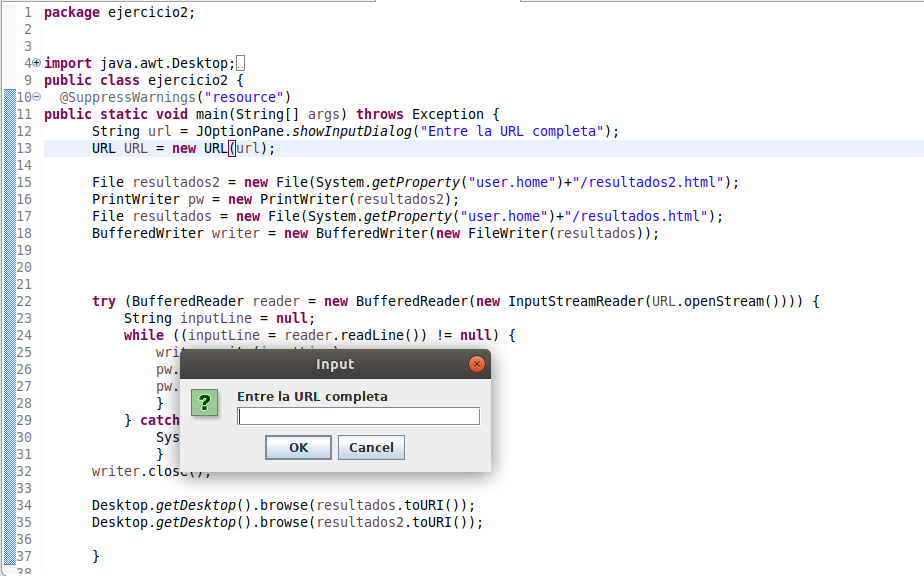 1 package ejercicio2;
2
3
4 import java.awt.Desktop;
9 public class ejercicio2 {
10 @SuppressWarnings("resource")
11 public static void main(String[] args) throws Exception {
12 String url = JOptionPane.showInputDialog("Entre la URL completa");
13 URL URL = new URL(url);
14
15 File resultados2 = new File(System.getProperty("user.home")+"/resultados2.html");
16 PrintWriter pw = new PrintWriter(resultados2);
17 File resultados = new File(System.getProperty("user.home")+"/resultados.html");
18 BufferedWriter writer = new BufferedWriter(new FileWriter(resultados));
19
20
21
22 try (BufferedReader reader = new BufferedReader(new InputStreamReader(URL.openStream()))) {
23 String inputLine = null;
24 while ((inputLine = reader.readLine()) != null) {
25 wri
26 pw.
27 pw.
28 }
29 } catch
30 Sys
31 }
32 writer.close();
33
34 Desktop.getDesktop().browse(resultados.toURI());
35 Desktop.getDesktop().browse(resultados2.toURI());
36
37 }
38
Input
?
Entre la URL completa
OK Cancel